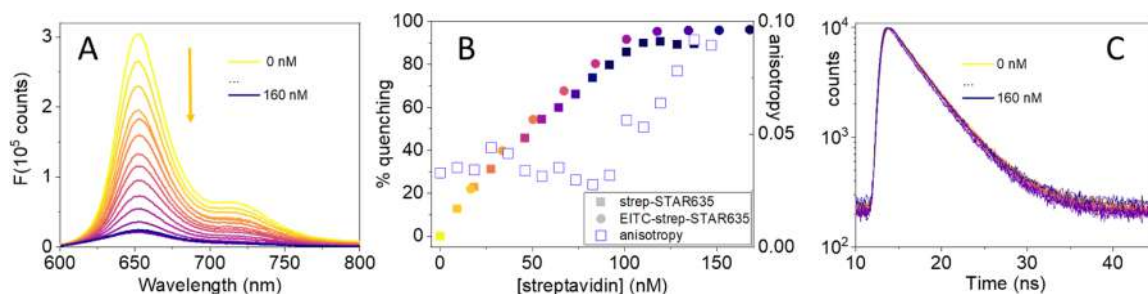 A
0 nM
...
160 nM
3
2
1
0
F(10⁵ counts)
600
650
700
750
800
Wavelength (nm)
B
100
80
60
40
20
0
% quenching
0.10
0.05
0.00
anisotropy
strep-STAR635
EITC-strep-STAR635
anisotropy
0
50
100
150
[streptavidin] (nM)
C
0 nM
...
160 nM
10⁴
10³
10²
counts
10
20
30
40
Time (ns)